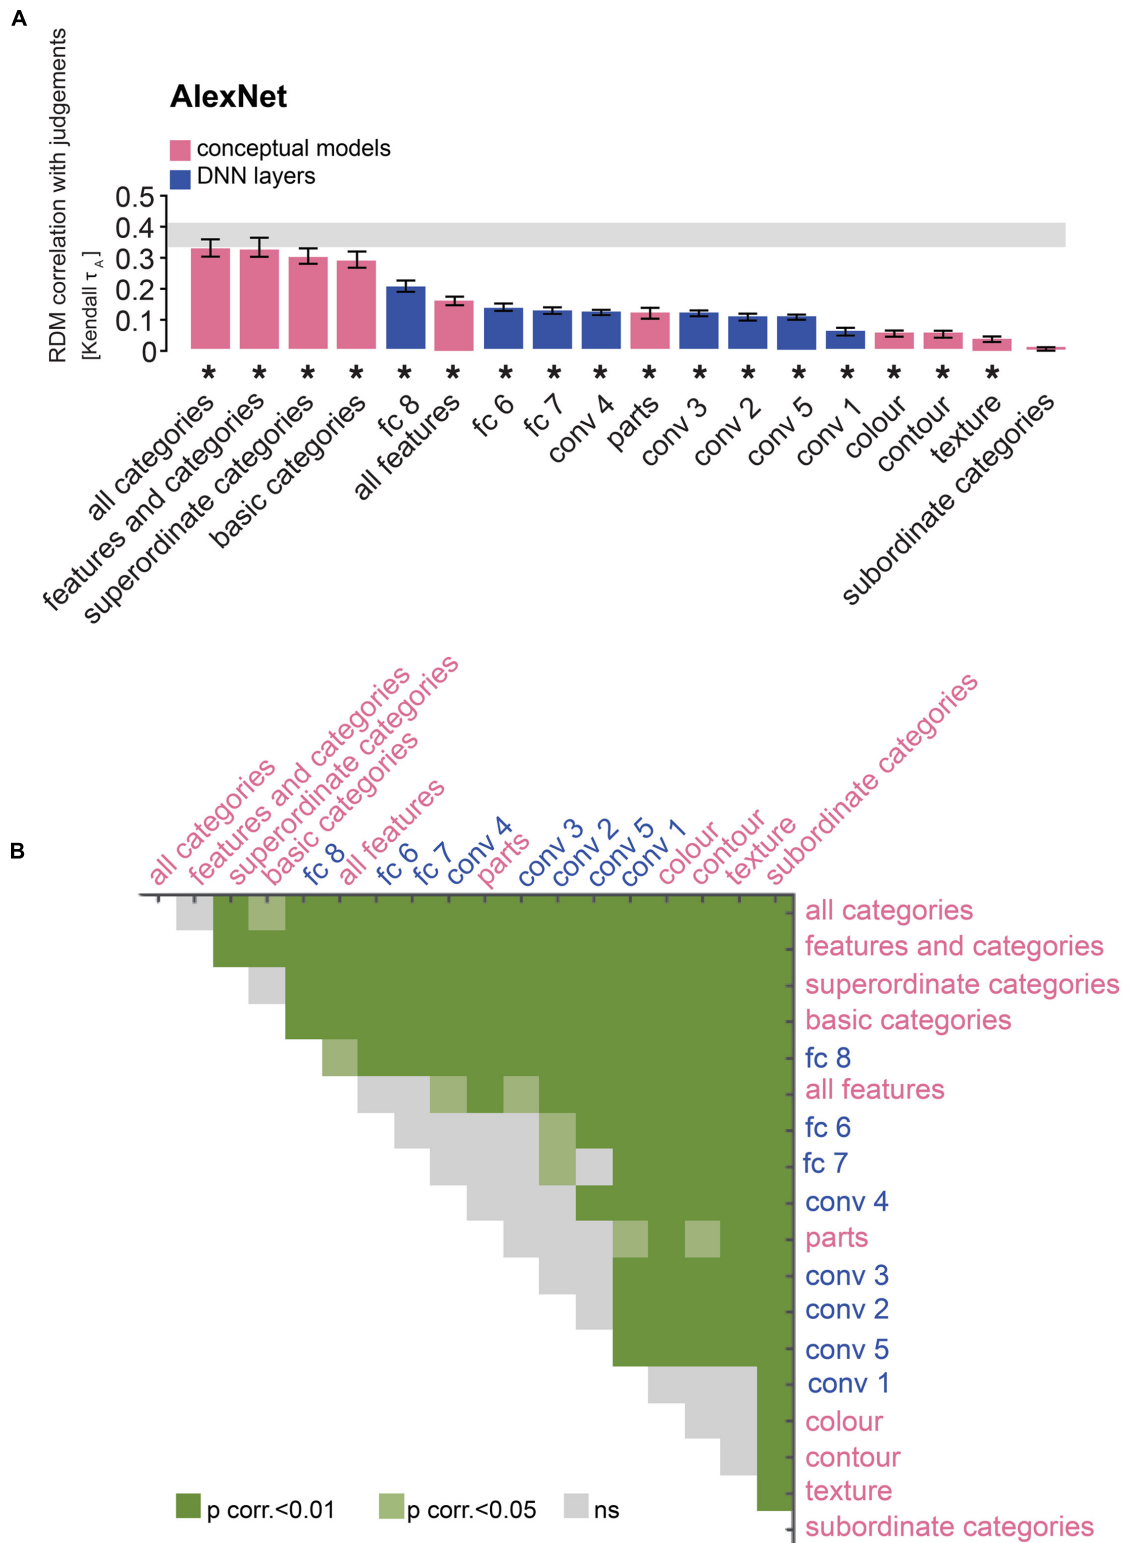 A
RDM correlation with judgements
[Kendall τ A]
AlexNet
conceptual models
DNN layers
0.5
0.4
0.3
0.2
0.1
0
* * * * * * * * * * * * * * * * *
all categories
features and categories
superordinate categories
basic categories
fc 8
all features
fc 6
fc 7
conv 4
parts
conv 3
conv 2
conv 5
conv 1
colour
contour
texture
subordinate categories
B
all categories
features and categories
superordinate categories
basic categories
fc 8
all features
fc 6
fc 7
conv 4
parts
conv 3
conv 2
conv 5
conv 1
colour
contour
texture
subordinate categories
all categories
features and categories
superordinate categories
basic categories
fc 8
all features
fc 6
fc 7
conv 4
parts
conv 3
conv 2
conv 5
conv 1
colour
contour
texture
subordinate categories
p corr.<0.01
p corr.<0.05
ns